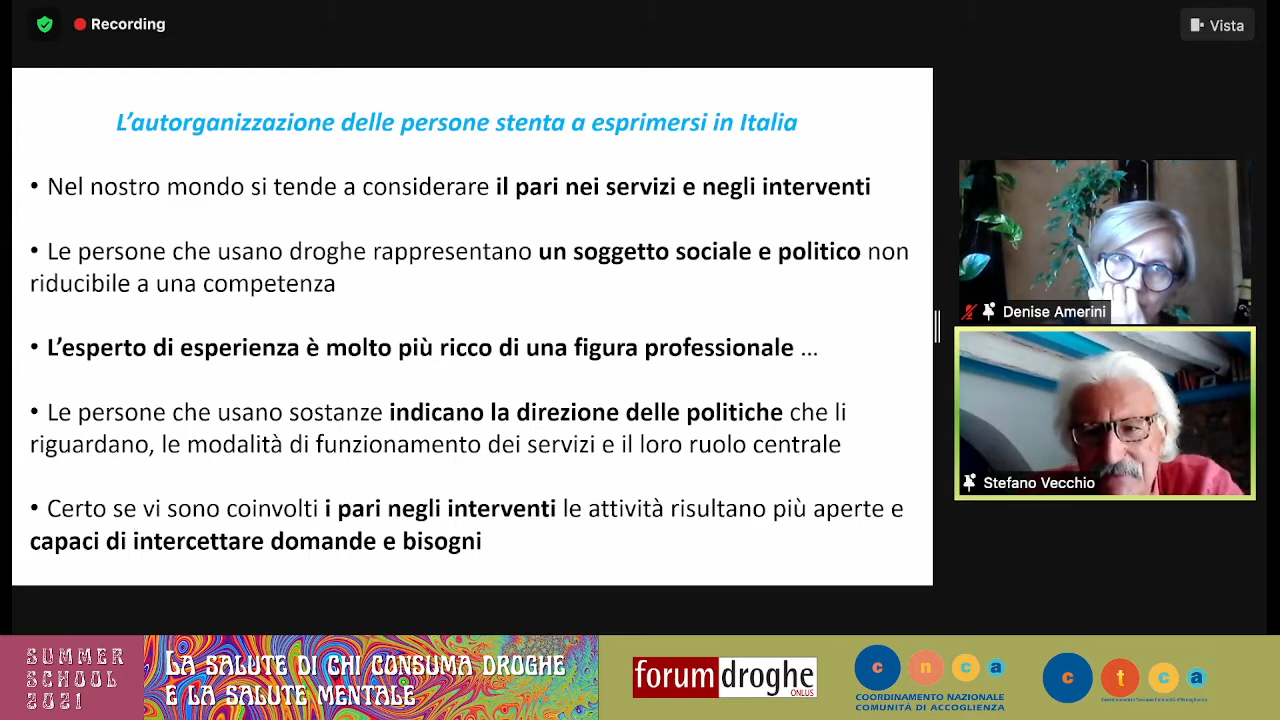 Recording
Vista
L'autorganizzazione delle persone stenta a esprimersi in Italia
• Nel nostro mondo si tende a considerare il pari nei servizi e negli interventi
• Le persone che usano droghe rappresentano un soggetto sociale e politico non
riducibile a una competenza
• L'esperto di esperienza è molto più ricco di una figura professionale ...
• Le persone che usano sostanze indicano la direzione delle politiche che li
riguardano, le modalità di funzionamento dei servizi e il loro ruolo centrale
• Certo se vi sono coinvolti i pari negli interventi le attività risultano più aperte e
capaci di intercettare domande e bisogni
Denise Amerini
Stefano Vecchio
SUMMER
SCHOOL
2021
LA SALUTE DI CHI CONSUMA DROGHE
E LA SALUTE MENTALE
forumdroghe
ONLUS
c n c a
COORDINAMENTO NAZIONALE
COMUNITÀ DI ACCOGLIENZA
c t c a